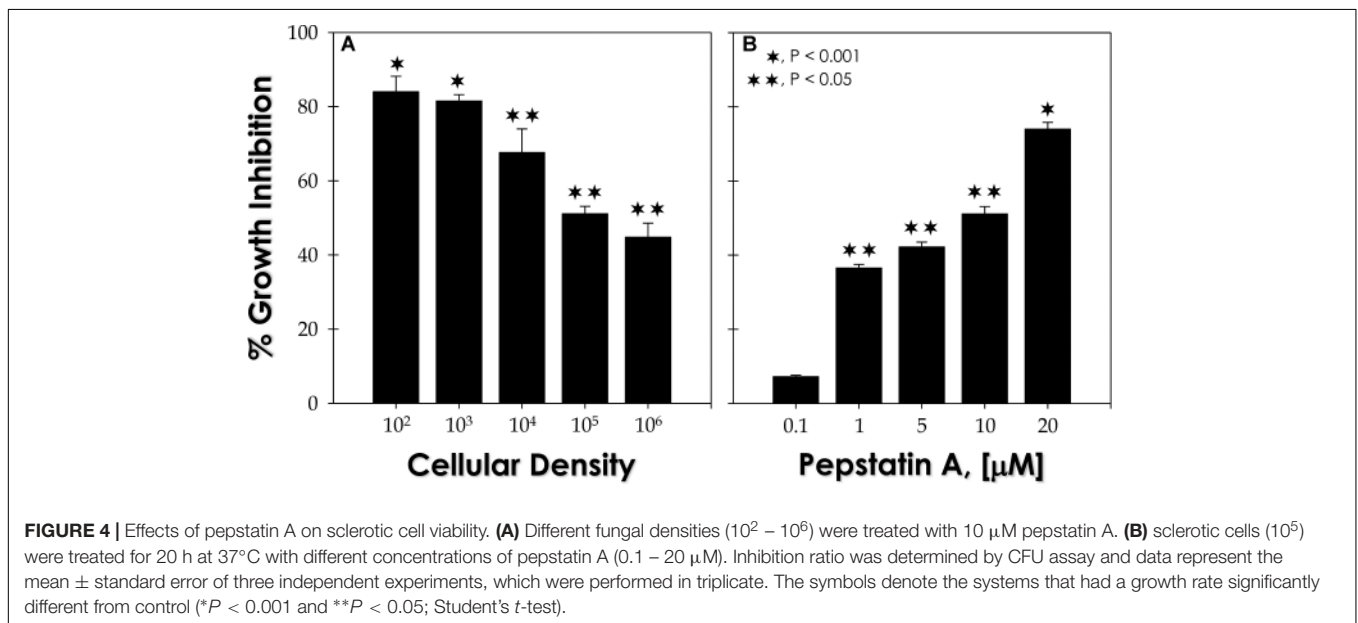 A
B
★, P < 0.001
★★, P < 0.05
100
80
60
40
20
0
% Growth Inhibition
★
★
★★
★★
★★
★★
★★
★★
★
10² 10³ 10⁴ 10⁵ 10⁶
0.1 1 5 10 20
Cellular Density
Pepstatin A, [µM]
FIGURE 4 | Effects of pepstatin A on sclerotic cell viability. (A) Different fungal densities (10² – 10⁶) were treated with 10 µM pepstatin A. (B) sclerotic cells (10⁵)
were treated for 20 h at 37°C with different concentrations of pepstatin A (0.1 – 20 µM). Inhibition ratio was determined by CFU assay and data represent the
mean ± standard error of three independent experiments, which were performed in triplicate. The symbols denote the systems that had a growth rate significantly
different from control (*P < 0.001 and **P < 0.05; Student's t-test).